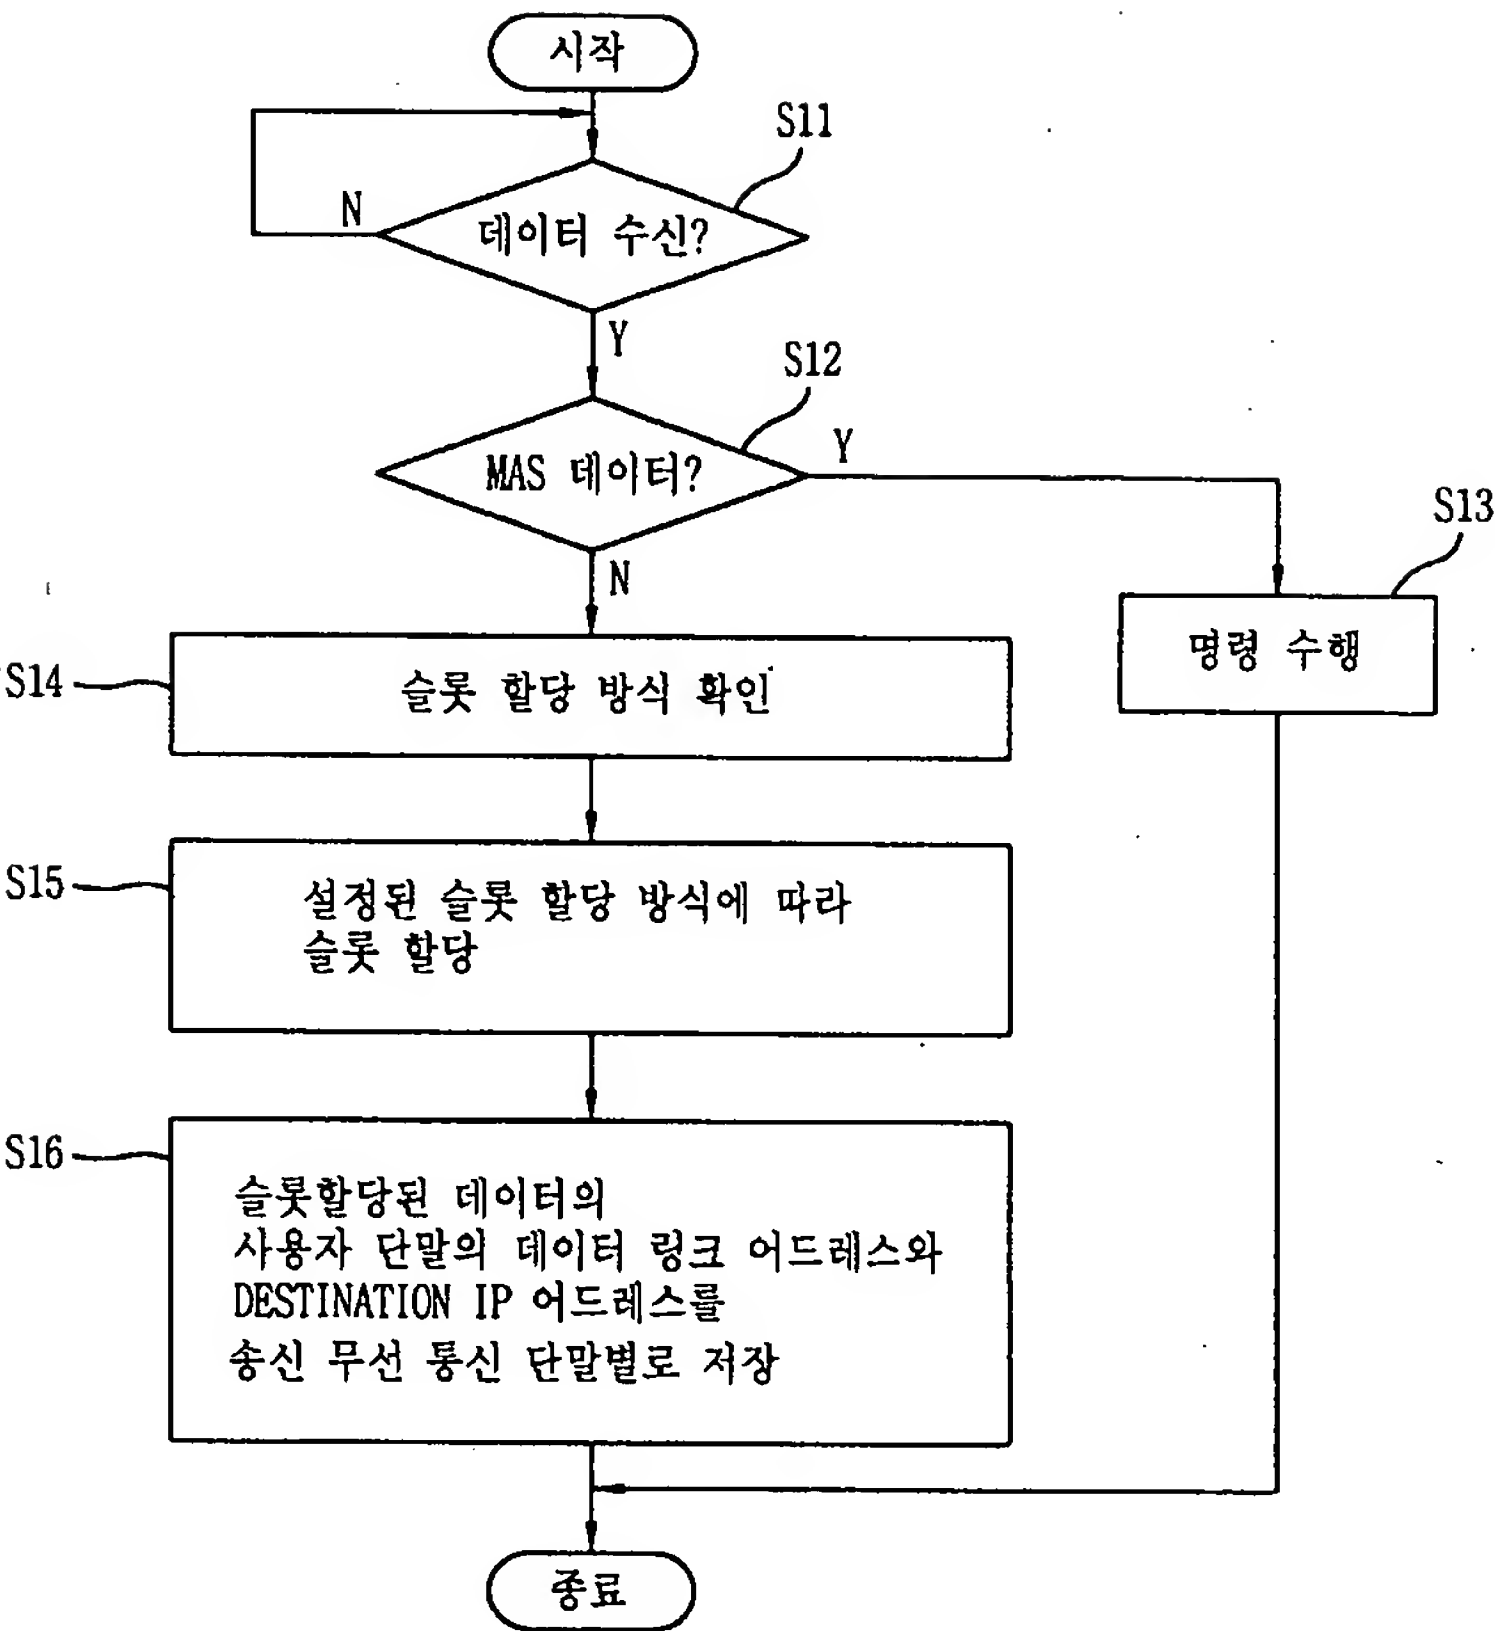 시작
S11
N
데이터 수신?
Y
S12
MAS 데이터?
Y
S13
N
명령 수행
S14
슬롯 할당 방식 확인
S15
설정된 슬롯 할당 방식에 따라
슬롯 할당
S16
슬롯할당된 데이터의
사용자 단말의 데이터 링크 어드레스와
DESTINATION IP 어드레스를
송신 무선 통신 단말별로 저장
종료